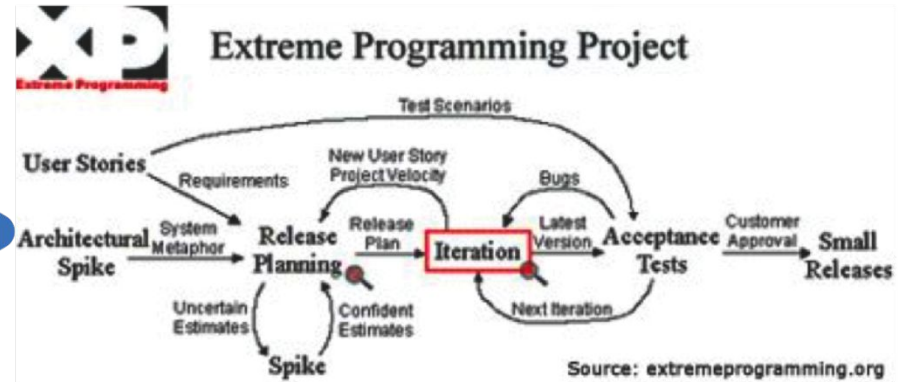 XP
Extreme Programming
Extreme Programming Project
Test Scenarios
User Stories
New User Story
Project Velocity
Bugs
Requirements
Architectural
Spike
System
Metaphor
Release
Planning
Release
Plan
Iteration
Latest
Version
Acceptance
Tests
Customer
Approval
Small
Releases
Uncertain
Estimates
Confident
Estimates
Next Iteration
Spike
Source: extremeprogramming.org